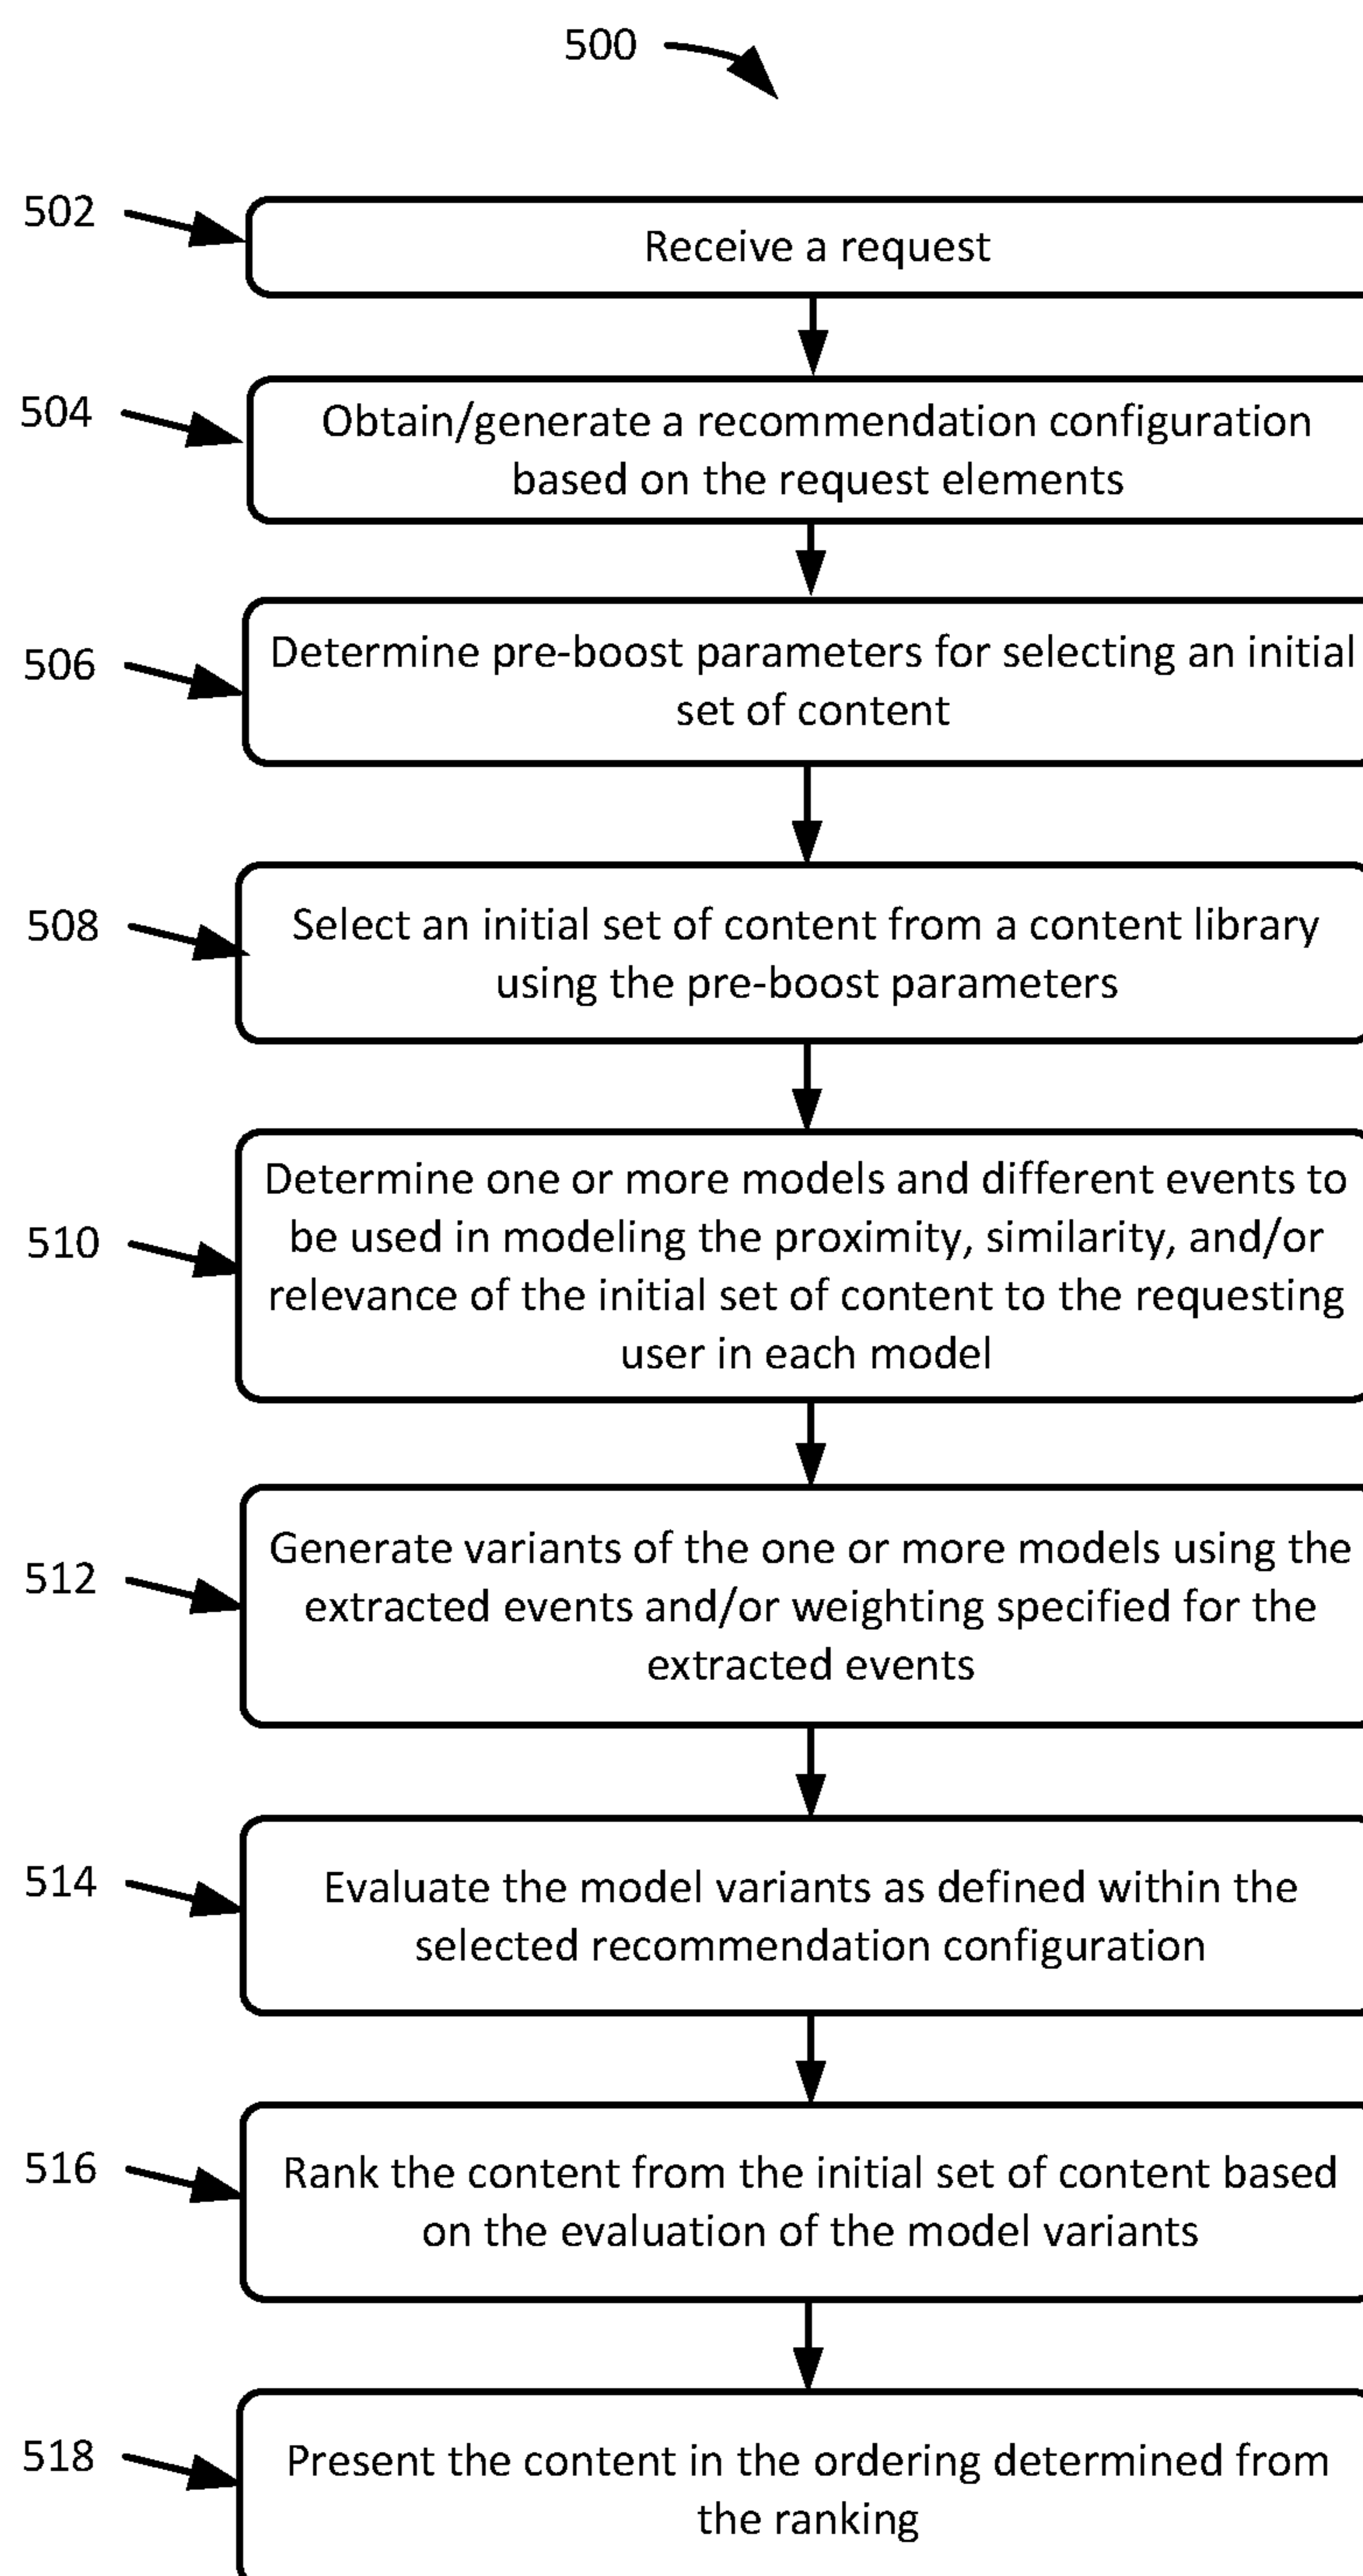 500
502
Receive a request
504
Obtain/generate a recommendation configuration
based on the request elements
506
Determine pre-boost parameters for selecting an initial
set of content
508
Select an initial set of content from a content library
using the pre-boost parameters
510
Determine one or more models and different events to
be used in modeling the proximity, similarity, and/or
relevance of the initial set of content to the requesting
user in each model
512
Generate variants of the one or more models using the
extracted events and/or weighting specified for the
extracted events
514
Evaluate the model variants as defined within the
selected recommendation configuration
516
Rank the content from the initial set of content based
on the evaluation of the model variants
518
Present the content in the ordering determined from
the ranking